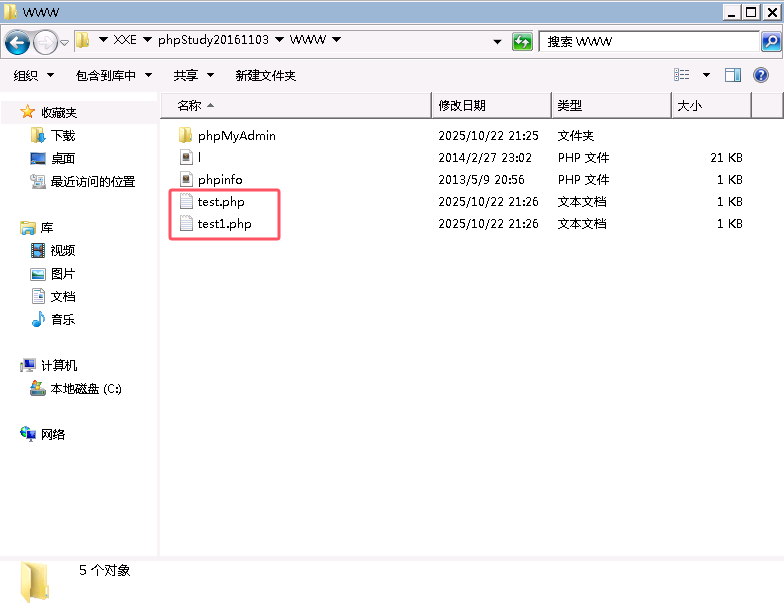 WWW
XXE phpStudy20161103 WWW 搜索 WWW
组织 包含到库中 共享 新建文件夹
收藏夹
下载
桌面
最近访问的位置
库
视频
图片
文档
音乐
计算机
本地磁盘 (C:)
网络
名称 修改日期 类型 大小
phpMyAdmin 2025/10/22 21:25 文件夹
l 2014/2/27 23:02 PHP 文件 21 KB
phpinfo 2013/5/9 20:56 PHP 文件 1 KB
test.php 2025/10/22 21:26 文本文档 1 KB
test1.php 2025/10/22 21:26 文本文档 1 KB
5 个对象